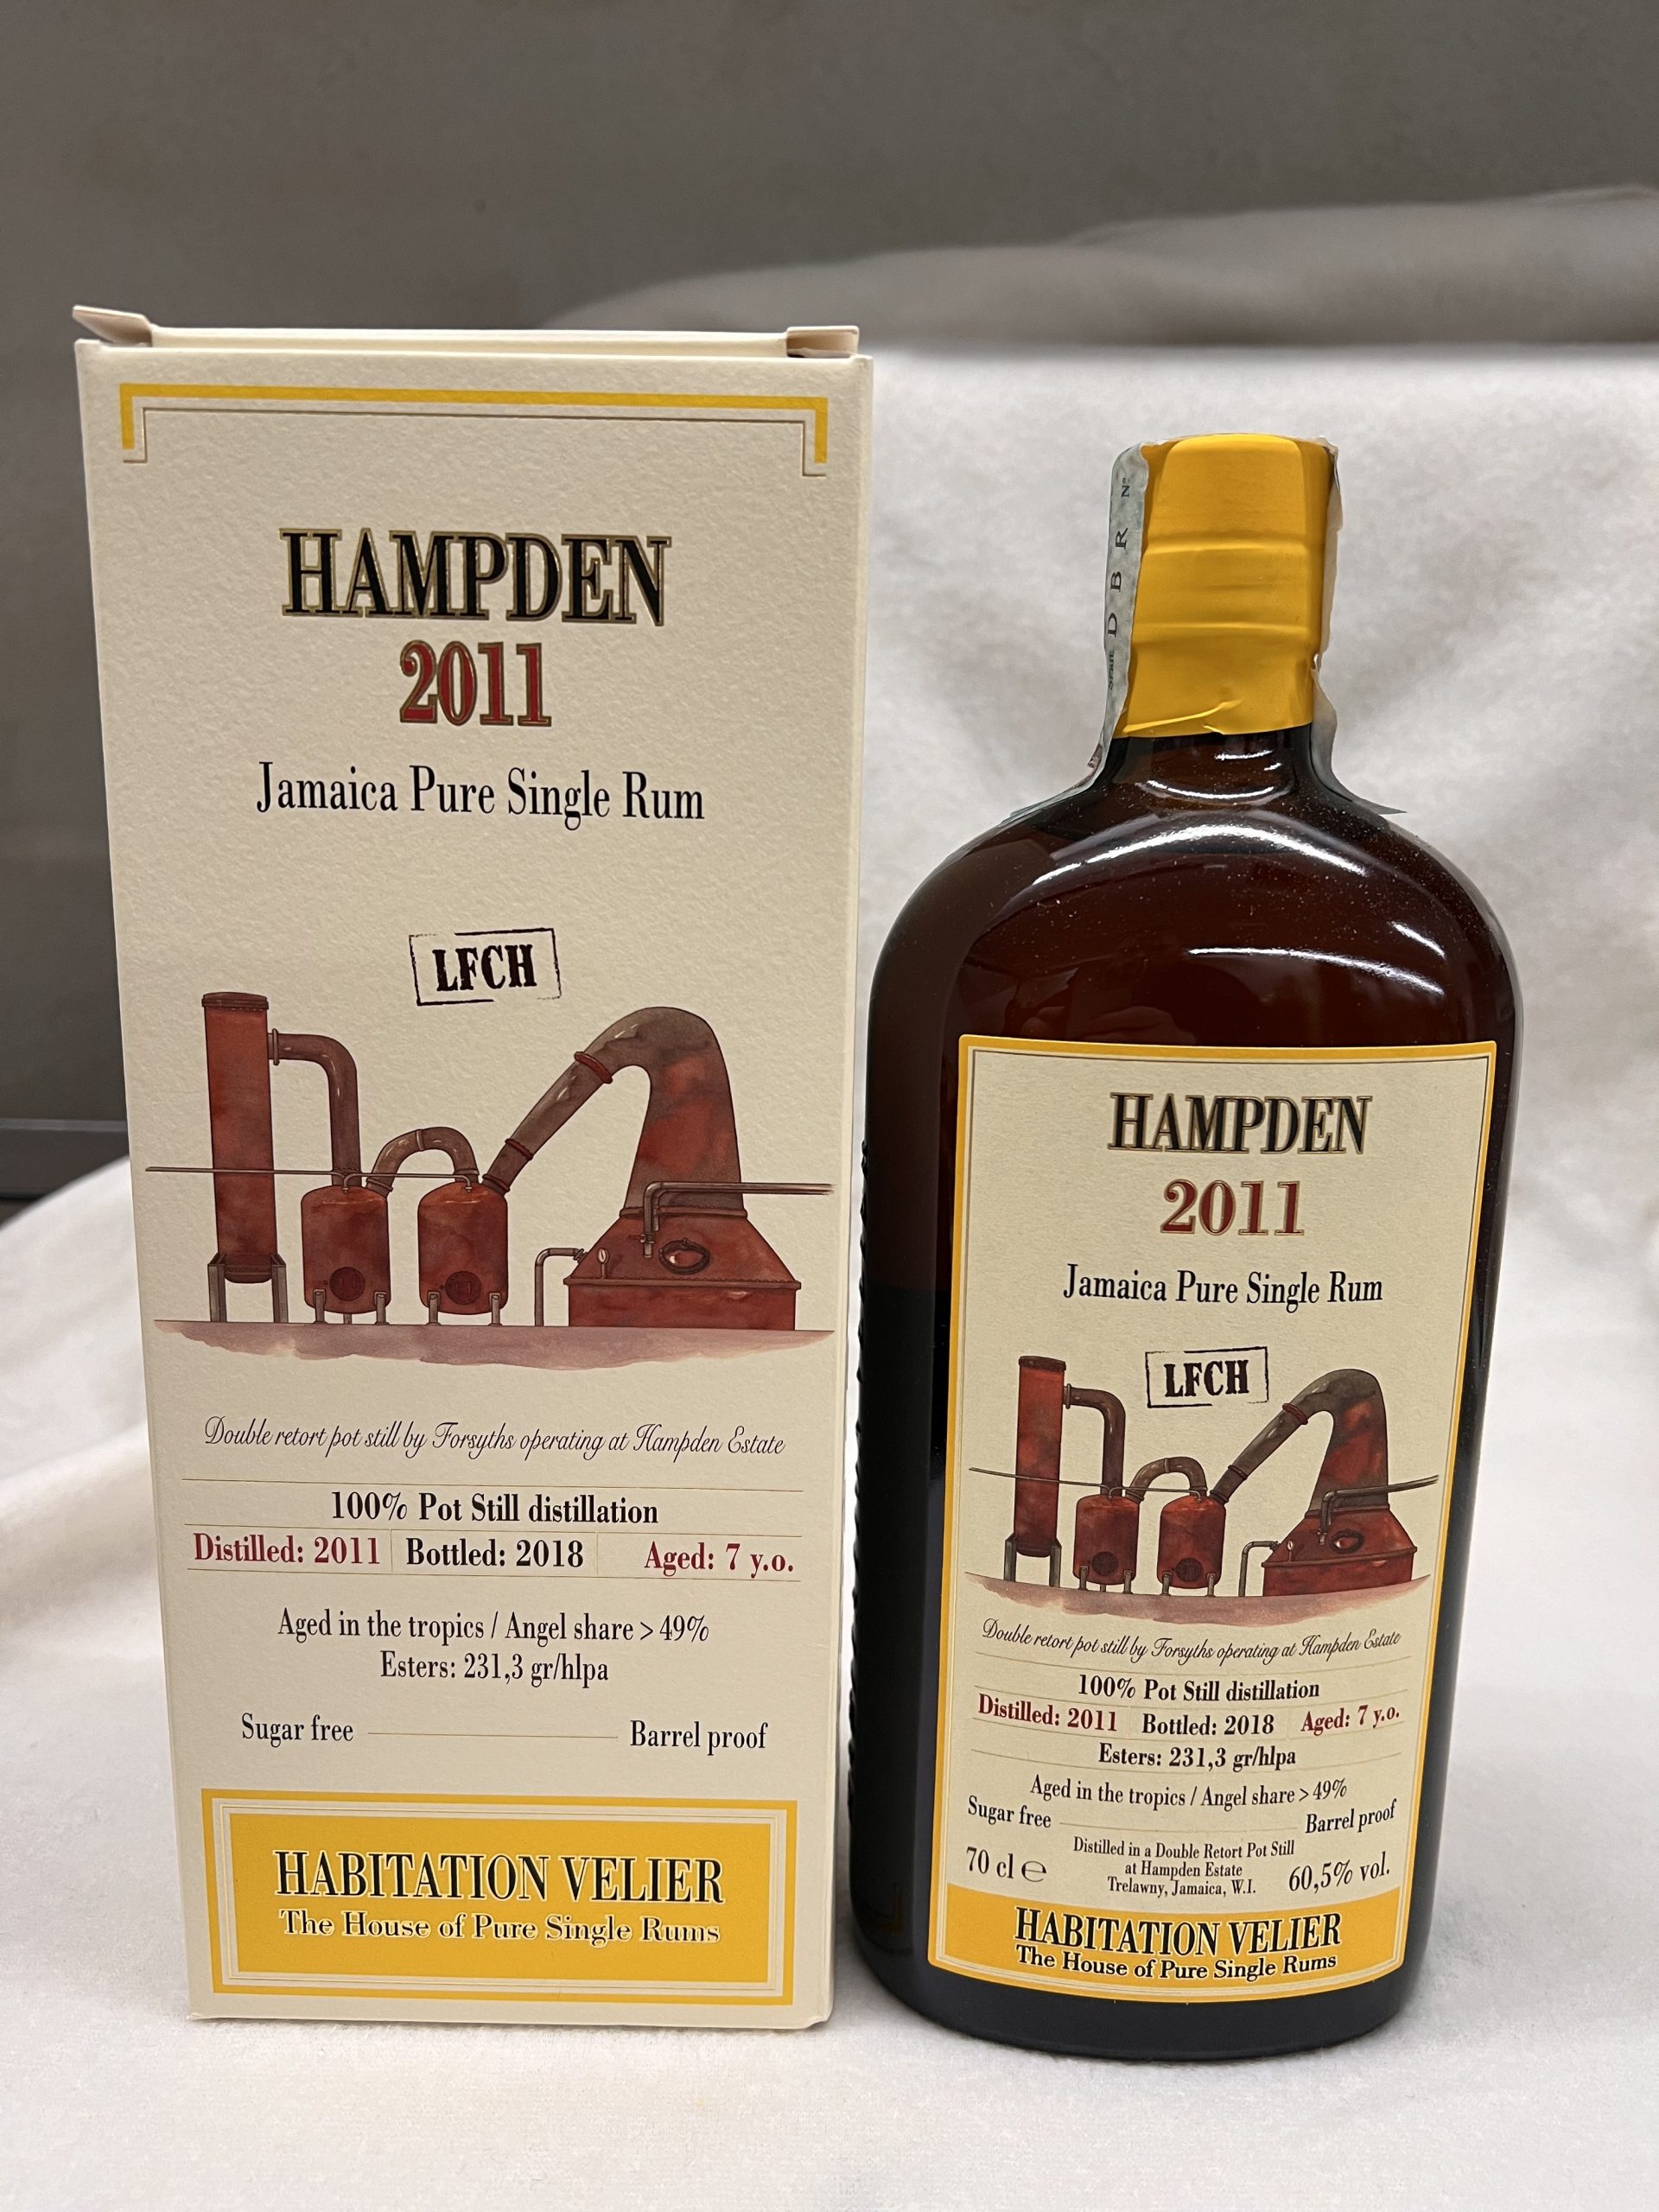 HAMPDEN
2011
Jamaica Pure Single Rum
LFCH
Double retort pot still by Forsyths operating at Hampden Estate
100% Pot Still distillation
Distilled: 2011 Bottled: 2018 Aged: 7 y.o.
Aged in the tropics / Angel share > 49%
Esters: 231,3 gr/hlpa
Sugar free Barrel proof
HABITATION VELIER
The House of Pure Single Rums
D B R N°
HAMPDEN
2011
Jamaica Pure Single Rum
LFCH
Double retort pot still by Forsyths operating at Hampden Estate
100% Pot Still distillation
Distilled: 2011 Bottled: 2018 Aged: 7 y.o.
Esters: 231,3 gr/hlpa
Aged in the tropics / Angel share > 49%
Sugar free Barrel proof
Distilled in a Double Retort Pot Still
at Hampden Estate
Trelawny, Jamaica, W.I.
70 cl ℮ 60,5% vol.
HABITATION VELIER
The House of Pure Single Rums